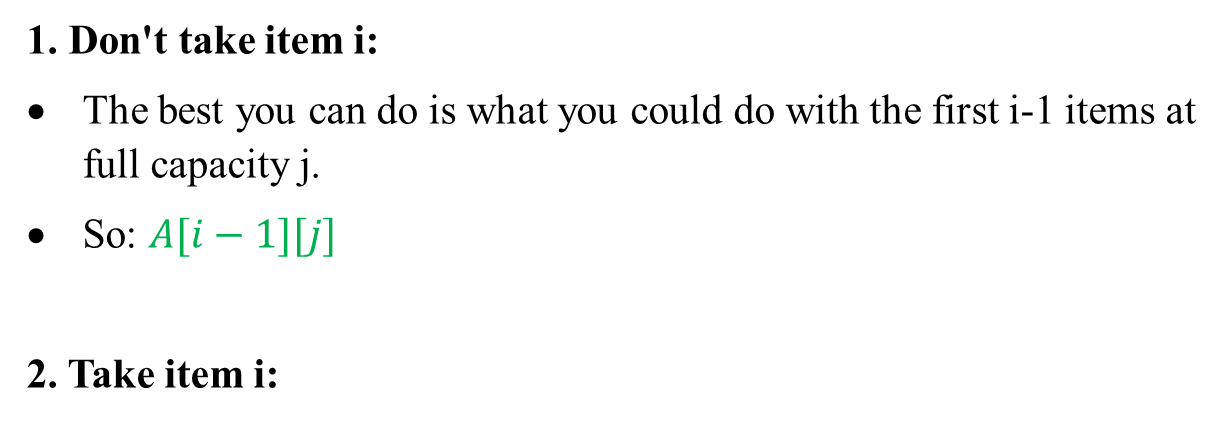 1. Don't take item i:
• The best you can do is what you could do with the first i-1 items at
full capacity j.
• So: A[i − 1][j]
2. Take item i: